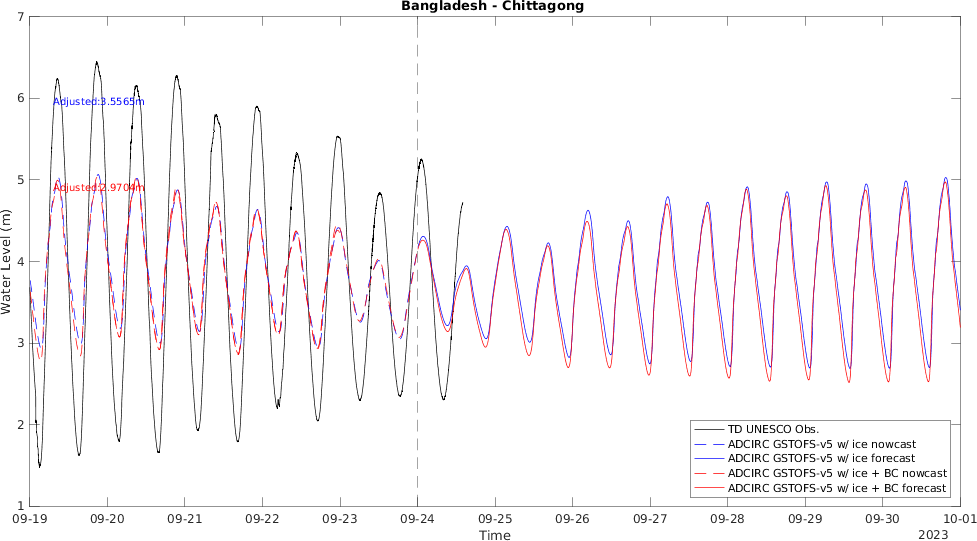 Bangladesh - Chittagong
7
6
5
4
3
2
1
Water Level (m)
Adjusted:3.5565m
Adjusted:2.9704m
TD UNESCO Obs.
ADCIRC GSTOFS-v5 w/ ice nowcast
ADCIRC GSTOFS-v5 w/ ice forecast
ADCIRC GSTOFS-v5 w/ ice + BC nowcast
ADCIRC GSTOFS-v5 w/ ice + BC forecast
09-19 09-20 09-21 09-22 09-23 09-24 09-25 09-26 09-27 09-28 09-29 09-30 10-01
Time
2023